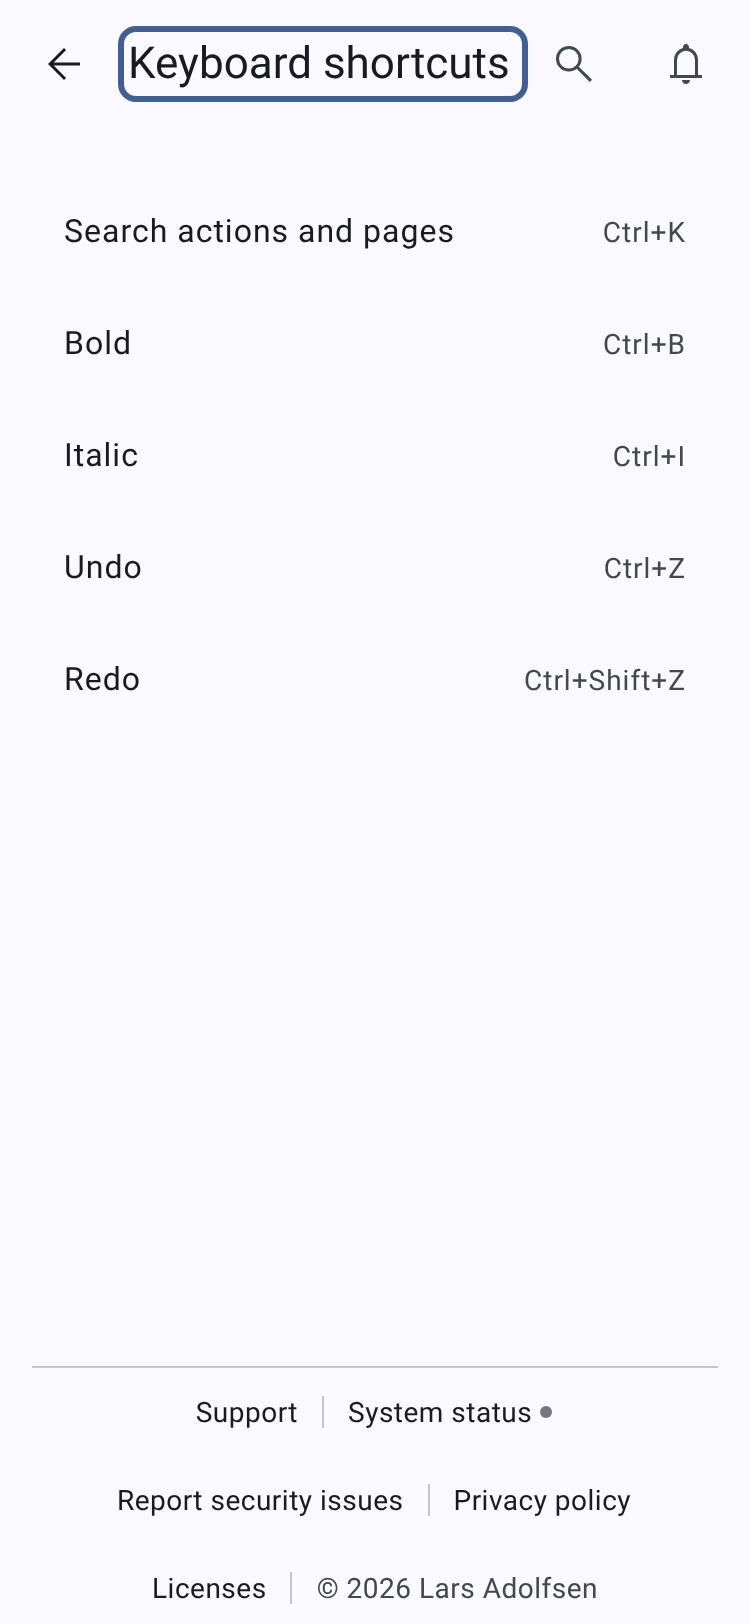 Keyboard shortcuts
Search actions and pages Ctrl+K
Bold Ctrl+B
Italic Ctrl+I
Undo Ctrl+Z
Redo Ctrl+Shift+Z
Support | System status
Report security issues | Privacy policy
Licenses | © 2026 Lars Adolfsen